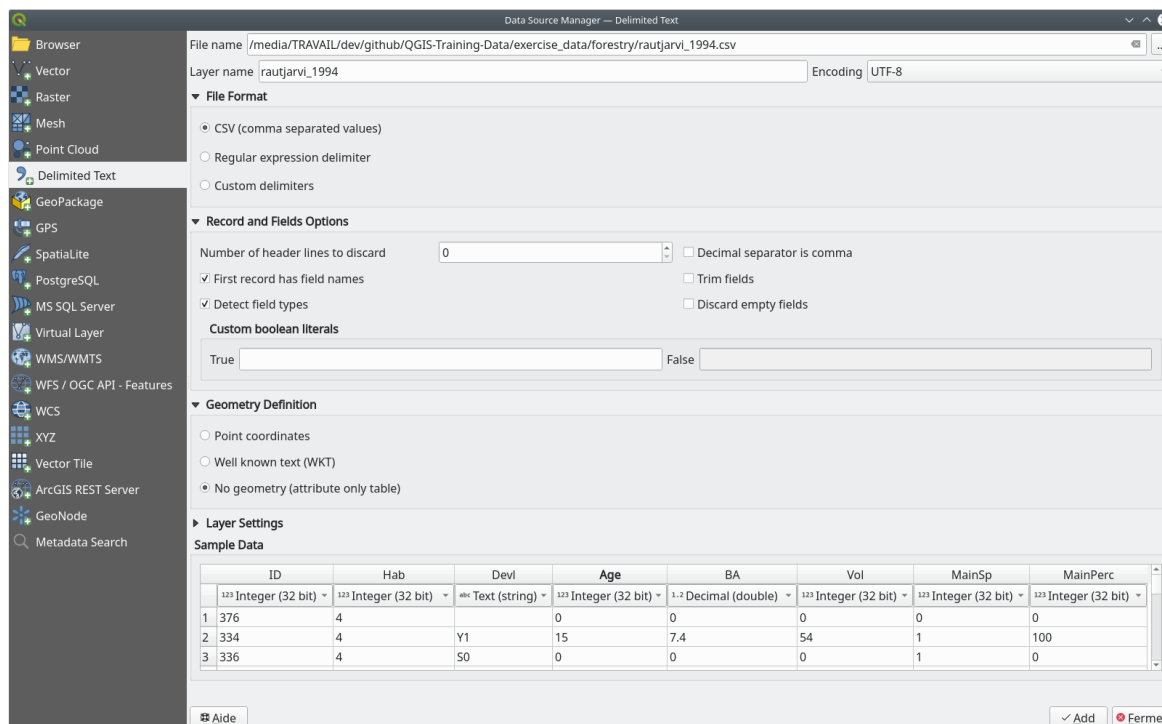 Data Source Manager — Delimited Text
Browser
Vector
Raster
Mesh
Point Cloud
Delimited Text
GeoPackage
GPS
SpatiaLite
PostgreSQL
MS SQL Server
Virtual Layer
WMS/WMTS
WFS / OGC API - Features
WCS
XYZ
Vector Tile
ArcGIS REST Server
GeoNode
Metadata Search
File name /media/TRAVAIL/dev/github/QGIS-Training-Data/exercise_data/forestry/rautjarvi_1994.csv
Layer name rautjarvi_1994 Encoding UTF-8
File Format
CSV (comma separated values)
Regular expression delimiter
Custom delimiters
Record and Fields Options
Number of header lines to discard 0 Decimal separator is comma
First record has field names Trim fields
Detect field types Discard empty fields
Custom boolean literals
True False
Geometry Definition
Point coordinates
Well known text (WKT)
No geometry (attribute only table)
Layer Settings
Sample Data
ID Hab Devl Age BA Vol MainSp MainPerc
123 Integer (32 bit) 123 Integer (32 bit) abc Text (string) 123 Integer (32 bit) 1.2 Decimal (double) 123 Integer (32 bit) 123 Integer (32 bit) 123 Integer (32 bit)
1 376 4 0 0 0 0 0
2 334 4 Y1 15 7.4 54 1 100
3 336 4 S0 0 0 0 1 0
Aide Add Ferme